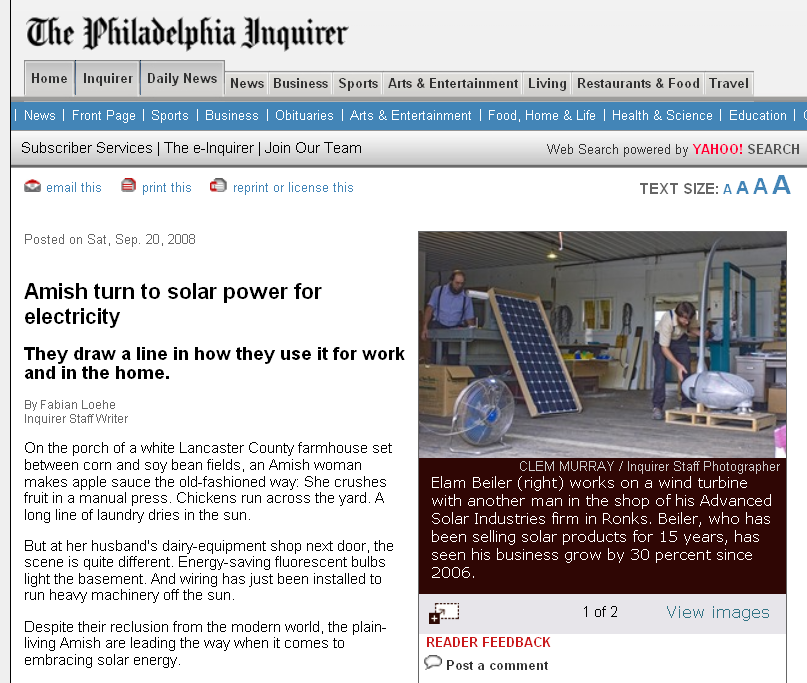 The Philadelphia Inquirer
Home Inquirer Daily News News Business Sports Arts & Entertainment Living Restaurants & Food Travel
| News | Front Page | Sports | Business | Obituaries | Arts & Entertainment | Food, Home & Life | Health & Science | Education |
Subscriber Services | The e-Inquirer | Join Our Team
Web Search powered by YAHOO! SEARCH
email this print this reprint or license this
TEXT SIZE: A A A A
Posted on Sat, Sep. 20, 2008
Amish turn to solar power for
electricity
They draw a line in how they use it for work
and in the home.
By Fabian Loehe
Inquirer Staff Writer
On the porch of a white Lancaster County farmhouse set
between corn and soy bean fields, an Amish woman
makes apple sauce the old-fashioned way: She crushes
fruit in a manual press. Chickens run across the yard. A
long line of laundry dries in the sun.
But at her husband's dairy-equipment shop next door, the
scene is quite different. Energy-saving fluorescent bulbs
light the basement. And wiring has just been installed to
run heavy machinery off the sun.
Despite their reclusion from the modern world, the plain-
living Amish are leading the way when it comes to
embracing solar energy.
CLEM MURRAY / Inquirer Staff Photographer
Elam Beiler (right) works on a wind turbine
with another man in the shop of his Advanced
Solar Industries firm in Ronks. Beiler, who has
been selling solar products for 15 years, has
seen his business grow by 30 percent since
2006.
1 of 2 View images
READER FEEDBACK
Post a comment